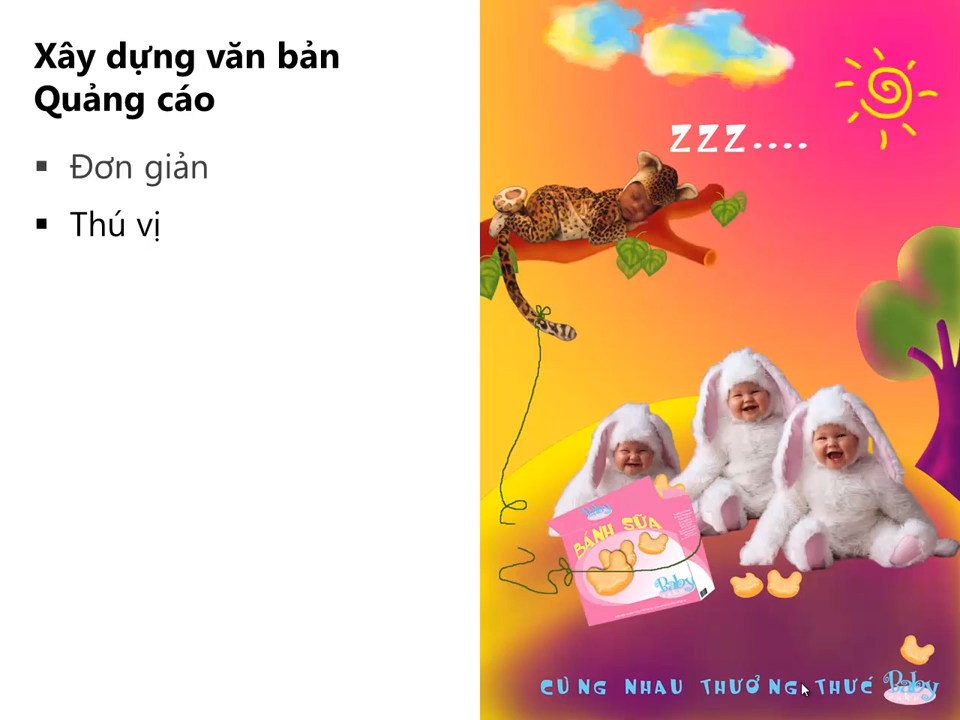 Xây dựng văn bản
Quảng cáo
Đơn giản
Thú vị
ZZZ....
Baby
BÁNH SỮA
Baby
CÙNG NHAU THƯỞNG THỨC
Baby